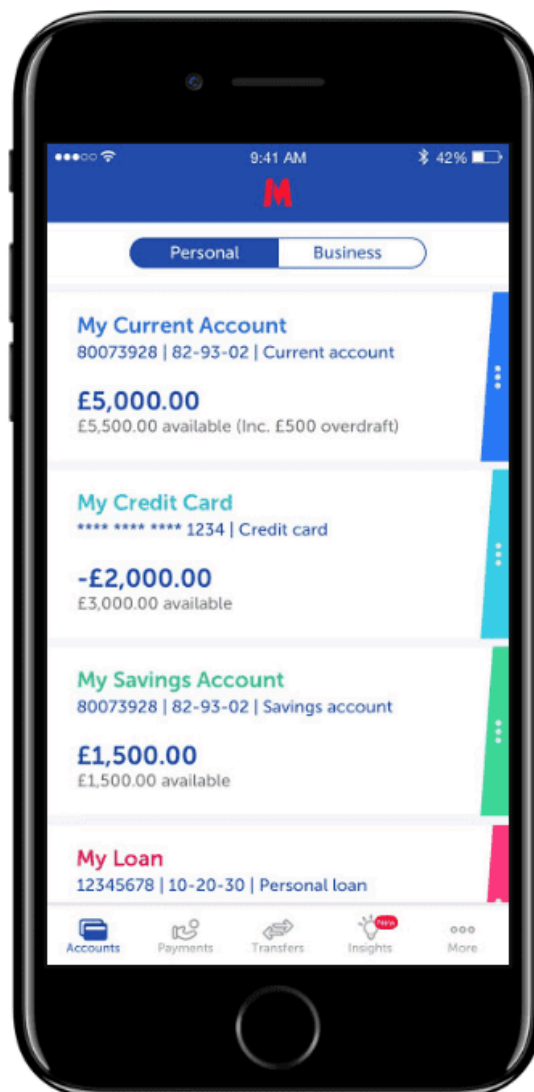 9:41 AM
42%
M
Personal
Business
My Current Account
80073928 | 82-93-02 | Current account
£5,000.00
£5,500.00 available (Inc. £500 overdraft)
My Credit Card
**** **** **** 1234 | Credit card
-£2,000.00
£3,000.00 available
My Savings Account
80073928 | 82-93-02 | Savings account
£1,500.00
£1,500.00 available
My Loan
12345678 | 10-20-30 | Personal loan
New
Accounts
Payments
Transfers
Insights
More